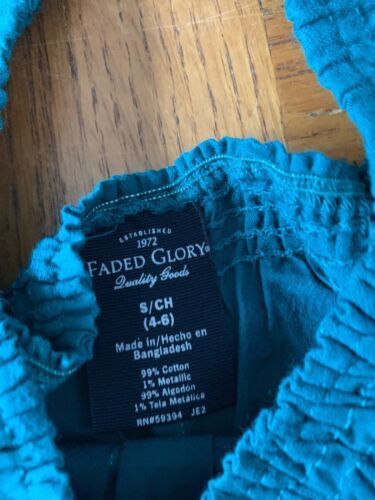 ESTABLISHED
1972
FADED GLORY®
Quality Goods
S/CH
(4-6)
Made in/Hecho en
Bangladesh
99% Cotton
1% Metallic
99% Algodon
1% Tela Metálica
RN#59394 JE2